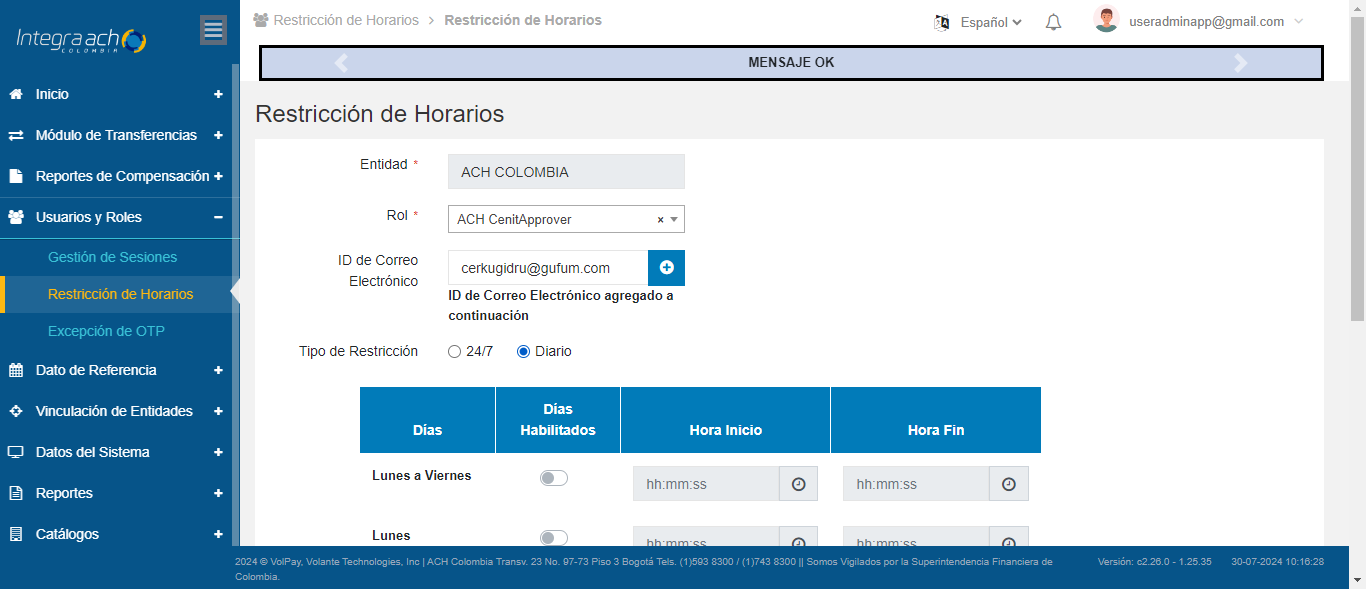 Integra ach
COLOMBIA
Restricción de Horarios > Restricción de Horarios
Español
useradminapp@gmail.com
MENSAJE OK
Inicio +
Módulo de Transferencias +
Reportes de Compensación +
Usuarios y Roles −
Gestión de Sesiones
Restricción de Horarios
Excepción de OTP
Dato de Referencia +
Vinculación de Entidades +
Datos del Sistema +
Reportes +
Catálogos +
Restricción de Horarios
Entidad *
ACH COLOMBIA
Rol *
ACH CenitApprover ×
ID de Correo
Electrónico
cerkugidru@gufum.com
ID de Correo Electrónico agregado a
continuación
Tipo de Restricción
24/7 Diario
Días
Días
Habilitados
Hora Inicio
Hora Fin
Lunes a Viernes
hh:mm:ss
hh:mm:ss
Lunes
hh:mm:ss
hh:mm:ss
2024 © VolPay, Volante Technologies, Inc | ACH Colombia Transv. 23 No. 97-73 Piso 3 Bogotá Tels. (1)593 8300 / (1)743 8300 || Somos Vigilados por la Superintendencia Financiera de
Colombia.
Versión: c2.26.0 - 1.25.35
30-07-2024 10:16:28